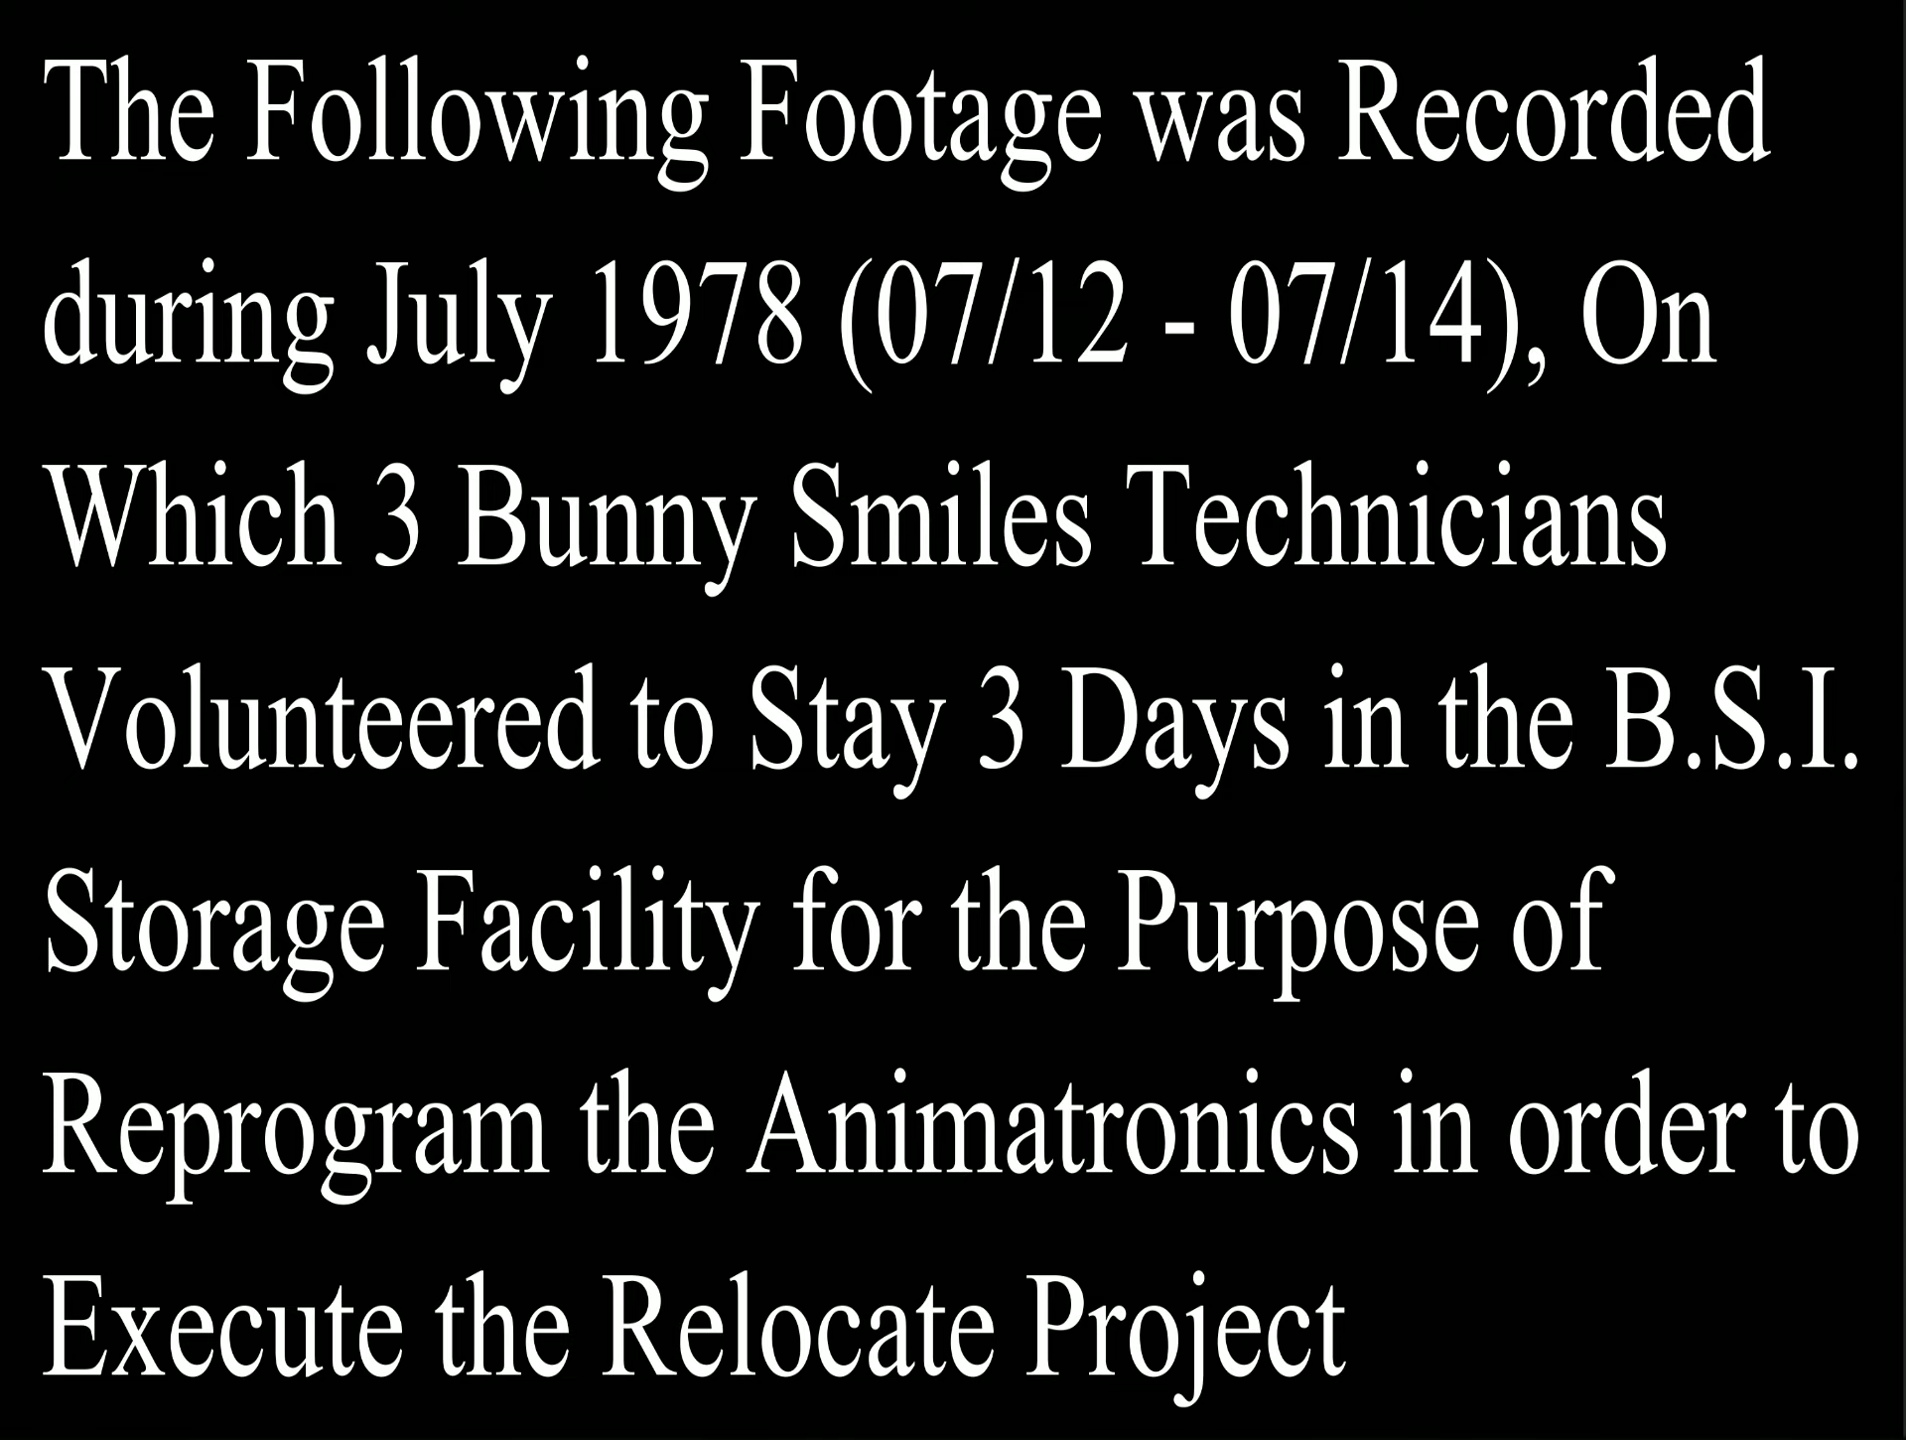 The Following Footage was Recorded
during July 1978 (07/12 - 07/14), On
Which 3 Bunny Smiles Technicians
Volunteered to Stay 3 Days in the B.S.I.
Storage Facility for the Purpose of
Reprogram the Animatronics in order to
Execute the Relocate Project